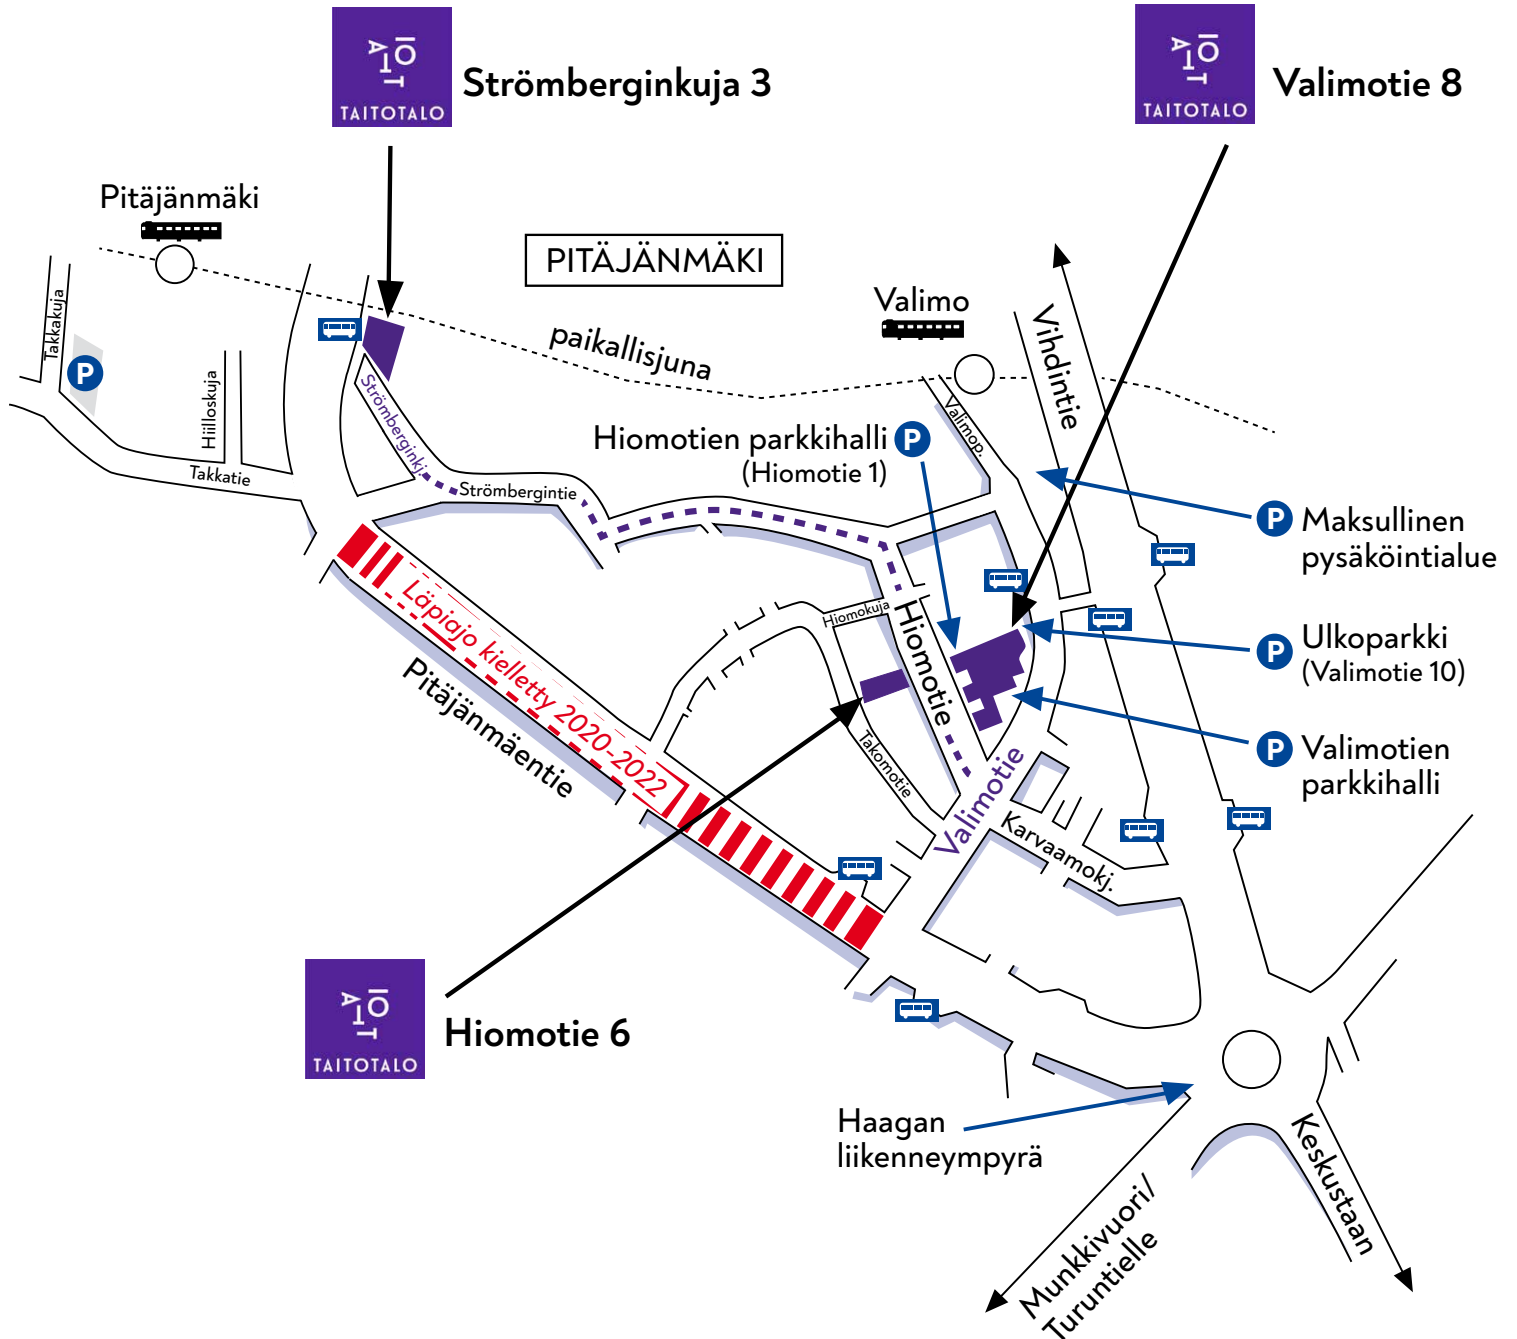 TAITOTALO
Strömberginkuja 3
TAITOTALO
Valimotie 8
Pitäjänmäki
PITÄJÄNMÄKI
Valimo
paikallisjuna
Vihdintie
Takkakuja
P
Hiilloskuja
Takkatie
Strömberginkj.
Strömbergintie
Valimop.
Hiomotien parkkihalli P
(Hiomotie 1)
P Maksullinen
pysäköintialue
Hiomokuja
Hiomotie
P Ulkoparkki
(Valimotie 10)
P Valimotien
parkkihalli
Läpiajo kielletty 2020-2022
Pitäjänmäentie
Takomotie
Valimotie
Karvaamokj.
TAITOTALO
Hiomotie 6
Haagan
liikenneympyrä
Keskustaan
Munkkivuori/
Turuntielle